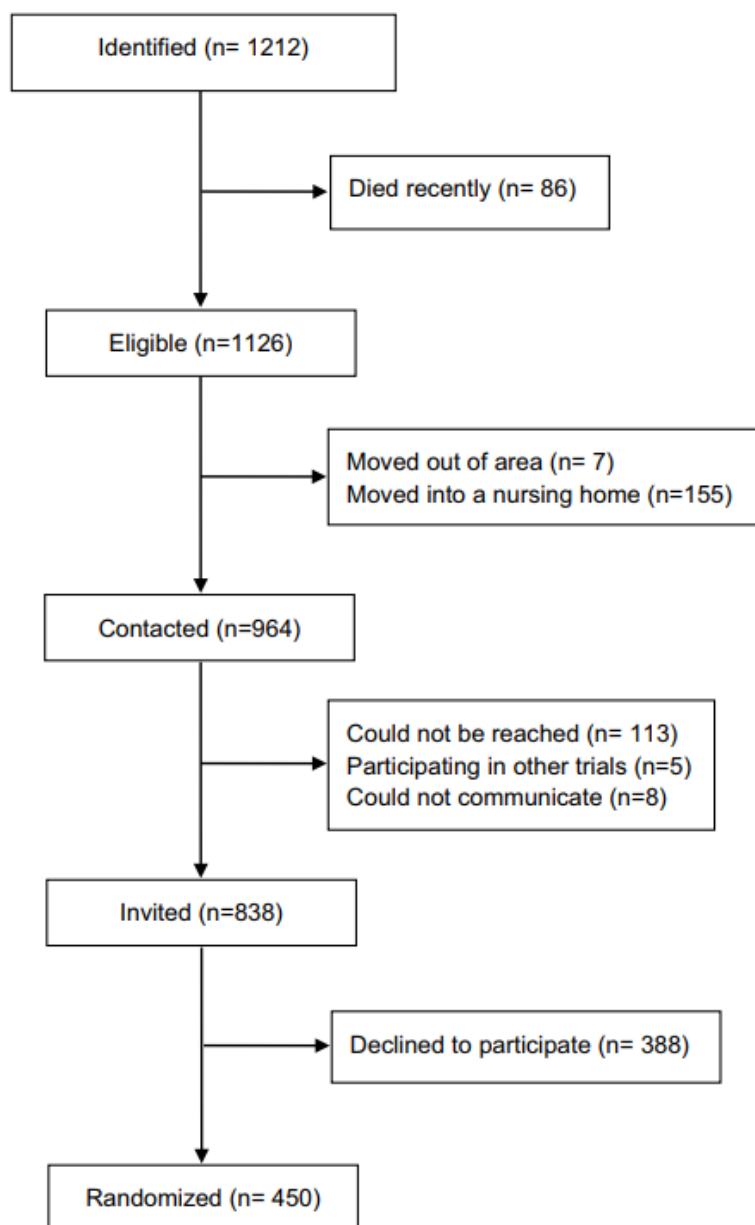 Identified (n= 1212)
Died recently (n= 86)
Eligible (n=1126)
Moved out of area (n= 7)
Moved into a nursing home (n=155)
Contacted (n=964)
Could not be reached (n= 113)
Participating in other trials (n=5)
Could not communicate (n=8)
Invited (n=838)
Declined to participate (n= 388)
Randomized (n= 450)